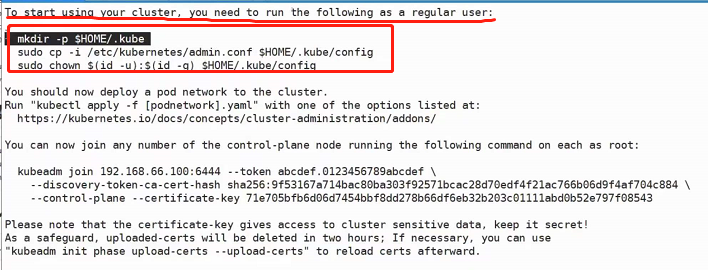 To start using your cluster, you need to run the following as a regular user:
mkdir -p $HOME/.kube
sudo cp -i /etc/kubernetes/admin.conf $HOME/.kube/config
sudo chown $(id -u):$(id -g) $HOME/.kube/config
You should now deploy a pod network to the cluster.
Run "kubectl apply -f [podnetwork].yaml" with one of the options listed at:
https://kubernetes.io/docs/concepts/cluster-administration/addons/
You can now join any number of the control-plane node running the following command on each as root:
kubeadm join 192.168.66.100:6444 --token abcdef.0123456789abcdef \
--discovery-token-ca-cert-hash sha256:9f53167a714bac80ba303f92571bcac28d70edf4f21ac766b06d9f4af704c884 \
--control-plane --certificate-key 71e705bfb6d06d7454bbf8dd278b66df6eb32b203c01111abd0b52e797f08543
Please note that the certificate-key gives access to cluster sensitive data, keep it secret!
As a safeguard, uploaded-certs will be deleted in two hours; If necessary, you can use
"kubeadm init phase upload-certs --upload-certs" to reload certs afterward.